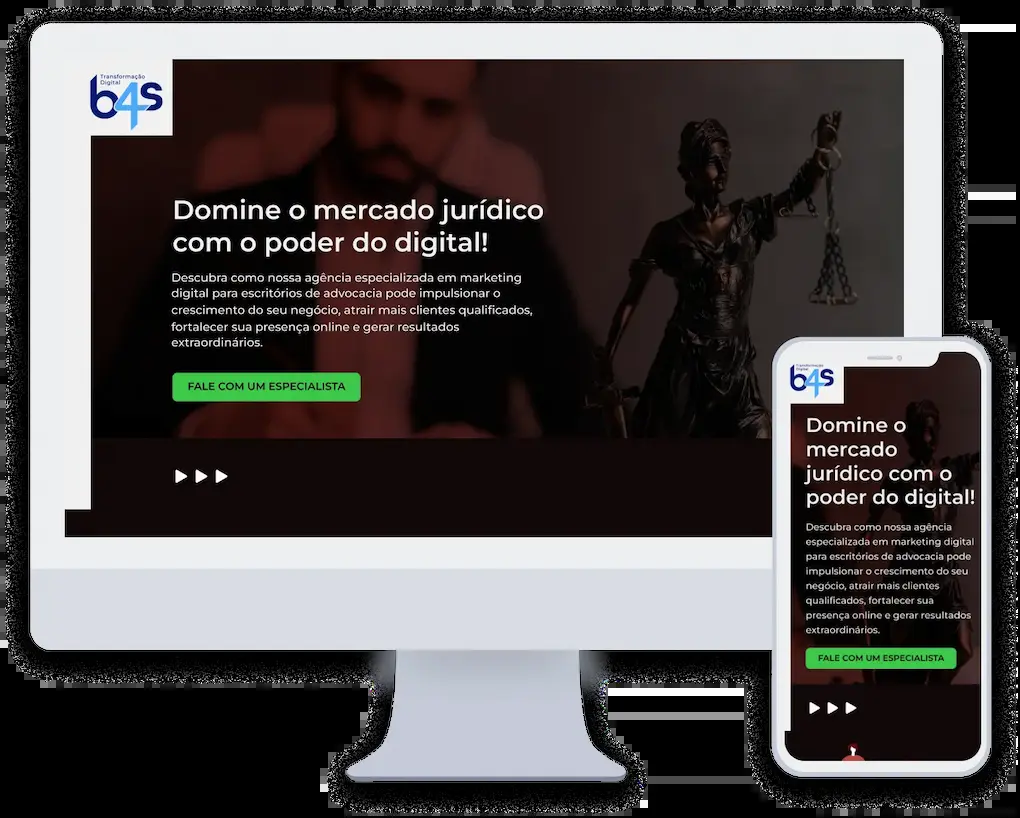 Transformação
Digital
b4s
Domine o mercado jurídico
com o poder do digital!
Descubra como nossa agência especializada em marketing
digital para escritórios de advocacia pode impulsionar o
crescimento do seu negócio, atrair mais clientes qualificados,
fortalecer sua presença online e gerar resultados
extraordinários.
FALE COM UM ESPECIALISTA
Transformação
Digital
b4s
Domine o
mercado
jurídico com o
poder do digital!
Descubra como nossa agência
especializada em marketing digital
para escritórios de advocacia pode
impulsionar o crescimento do seu
negócio, atrair mais clientes
qualificados, fortalecer sua
presença online e gerar resultados
extraordinários.
FALE COM UM ESPECIALISTA